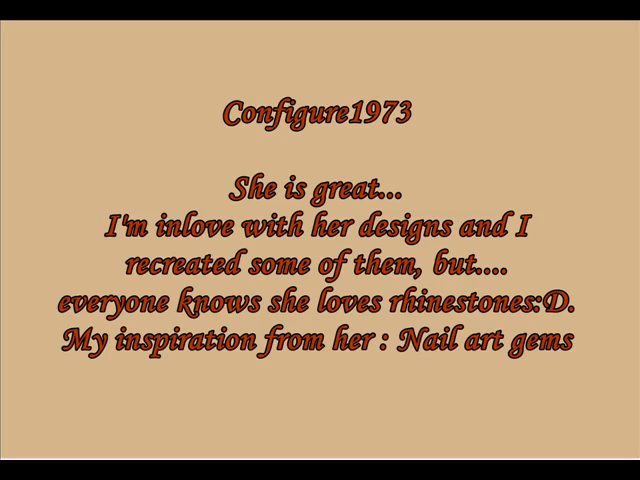 Configure1973
She is great...
I'm inlove with her designs and I
recreated some of them, but....
everyone knows she loves rhinestones:D.
My inspiration from her : Nail art gems